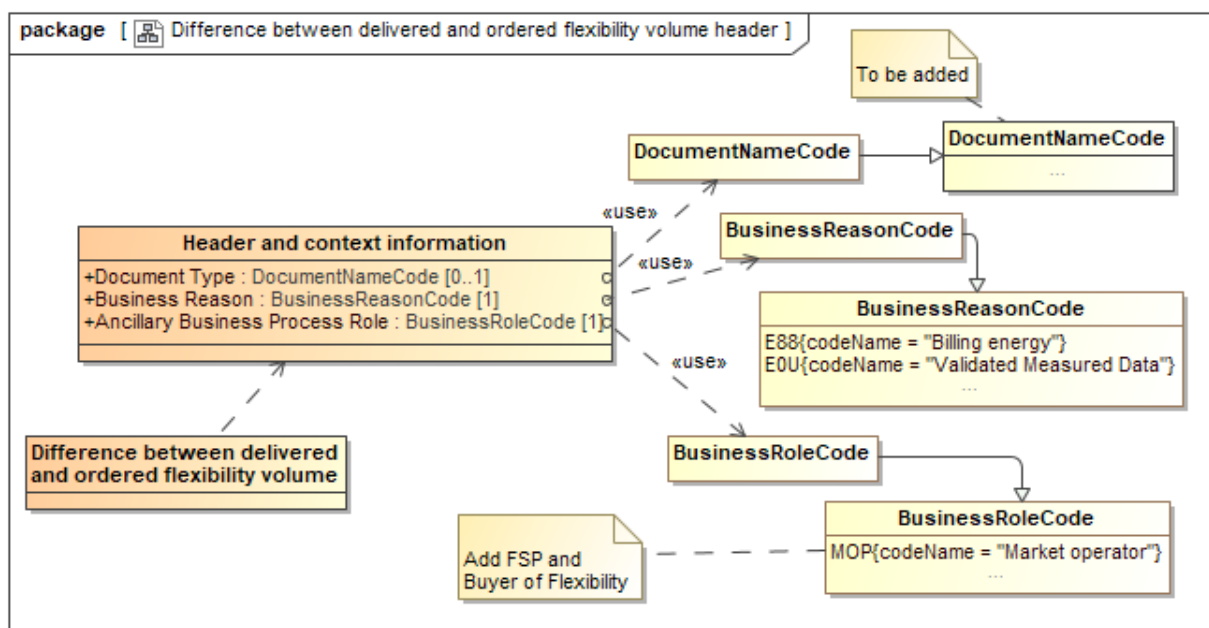 package [ Difference between delivered and ordered flexibility volume header ]
To be added
DocumentNameCode
DocumentNameCode
...
«use»
BusinessReasonCode
«use»
Header and context information
+Document Type : DocumentNameCode [0..1]
+Business Reason : BusinessReasonCode [1]
+Ancillary Business Process Role : BusinessRoleCode [1]
BusinessReasonCode
E88{codeName = "Billing energy"}
E0U{codeName = "Validated Measured Data"}
...
«use»
Difference between delivered
and ordered flexibility volume
BusinessRoleCode
BusinessRoleCode
MOP{codeName = "Market operator"}
...
Add FSP and
Buyer of Flexibility